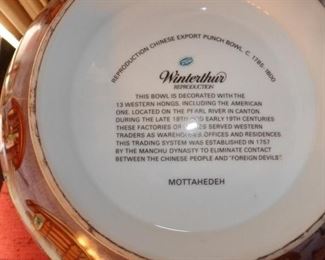 REPRODUCTION CHINESE EXPORT PUNCH BOWL, C. 1785-1800
Winterthur
REPRODUCTION
THIS BOWL IS DECORATED WITH THE
13 WESTERN HONGS, INCLUDING THE AMERICAN
ONE, LOCATED ON THE PEARL RIVER IN CANTON
DURING THE LATE 18TH AND EARLY 19TH CENTURIES
THESE FACTORIES OR SERVED WESTERN
TRADERS AS WAREHOUSES OFFICES AND RESIDENCES.
THIS TRADING SYSTEM WAS ESTABLISHED IN 1757
BY THE MANCHU DYNASTY TO ELIMINATE CONTACT
BETWEEN THE CHINESE PEOPLE AND "FOREIGN DEVILS".
MOTTAHEDEH